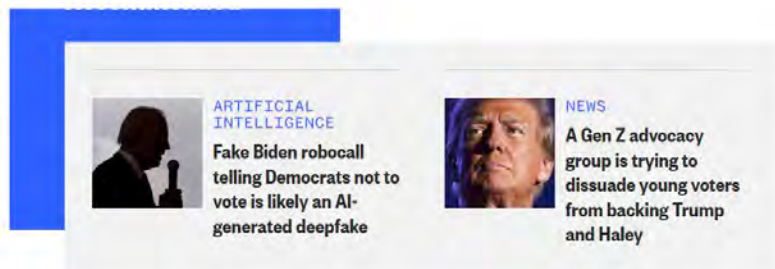 ARTIFICIAL
INTELLIGENCE
Fake Biden robocall
telling Democrats not to
vote is likely an AI-
generated deepfake
NEWS
A Gen Z advocacy
group is trying to
dissuade young voters
from backing Trump
and Haley